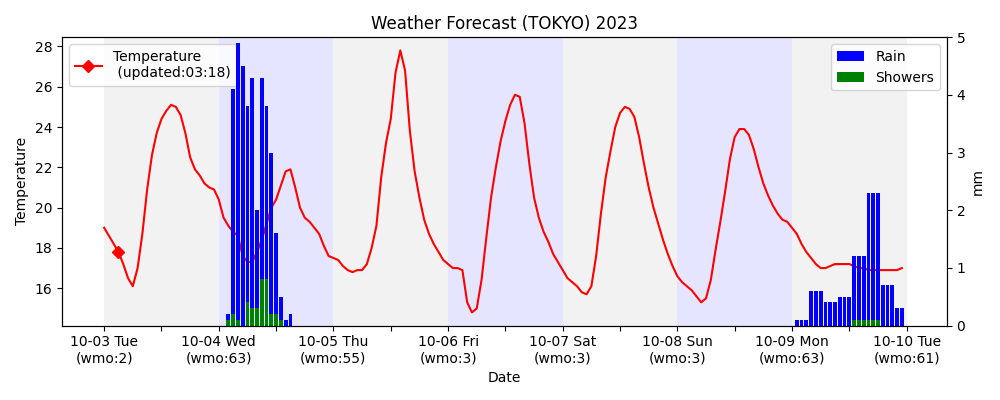 Weather Forecast (TOKYO) 2023
Temperature
(updated:03:18)
Rain
Showers
Temperature
28
26
24
22
20
18
16
5
4
3
2
1
0
mm
10-03 Tue
(wmo:2)
10-04 Wed
(wmo:63)
10-05 Thu
(wmo:55)
10-06 Fri
(wmo:3)
10-07 Sat
(wmo:3)
10-08 Sun
(wmo:3)
10-09 Mon
(wmo:63)
10-10 Tue
(wmo:61)
Date